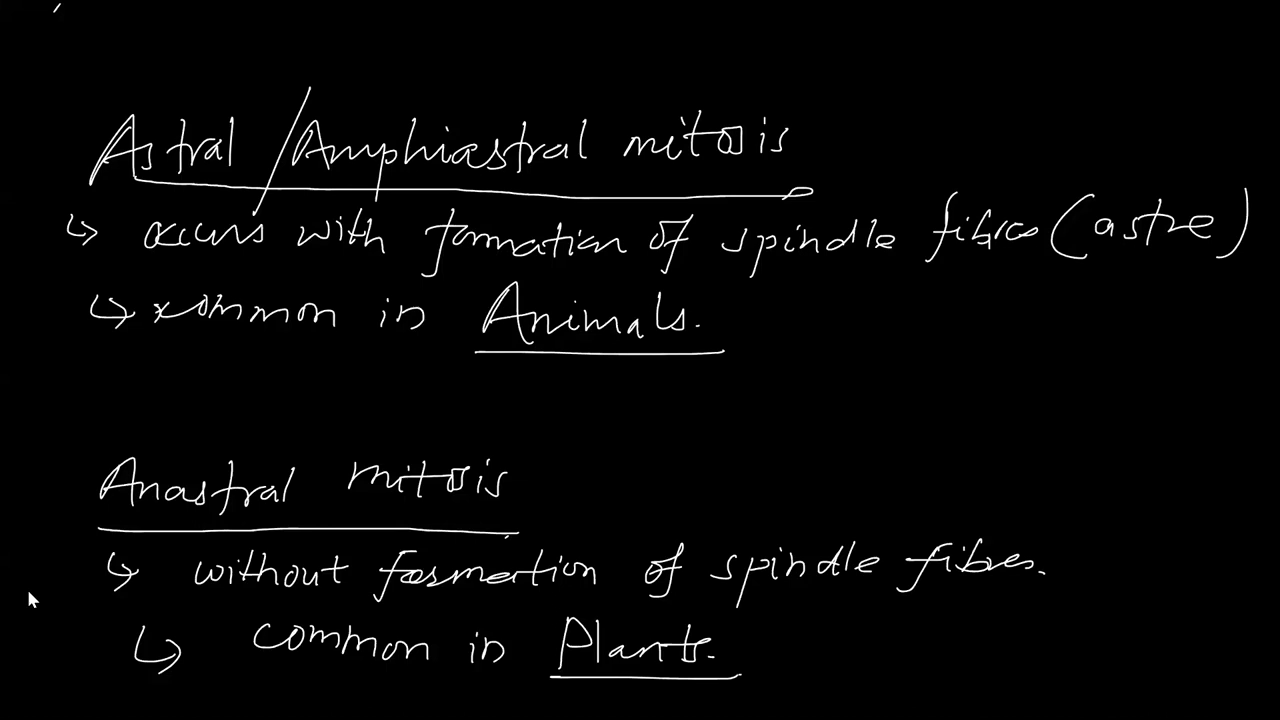 Astral / Amphiastral mitosis
↳ occurs with formation of spindle fibres (astre)
↳ common in Animals.
Anastral mitosis
↳ without formation of spindle fibres.
↳ common in Plants.